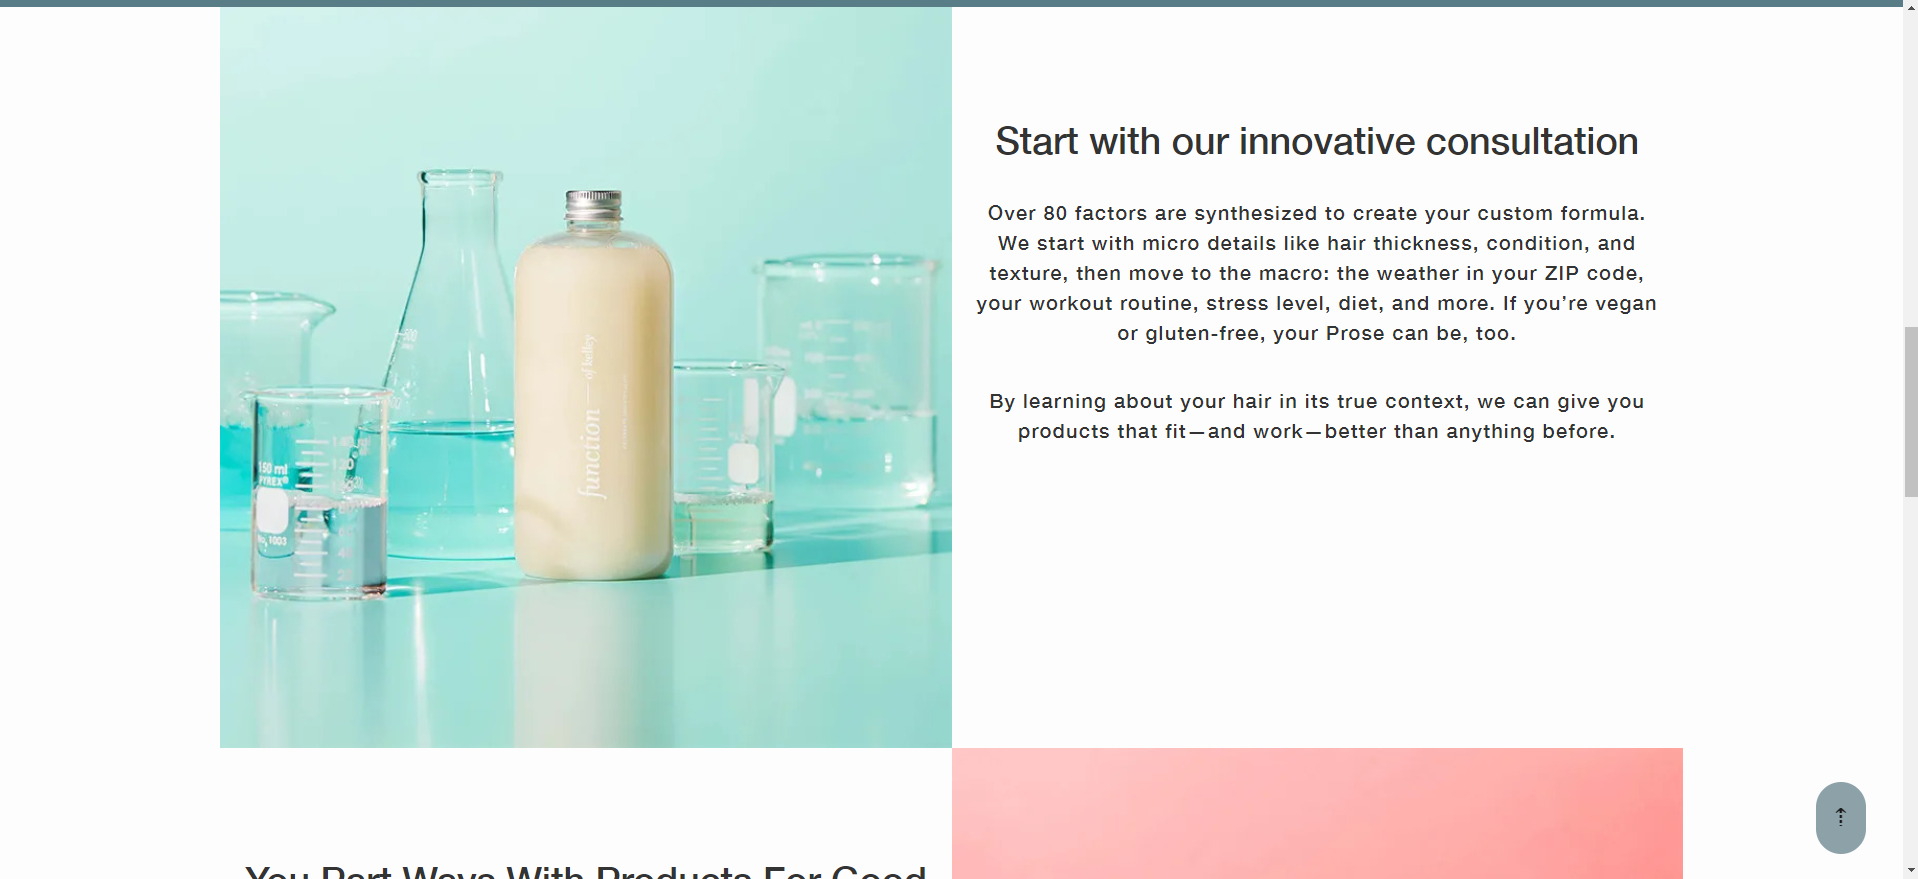 Start with our innovative consultation
Over 80 factors are synthesized to create your custom formula.
We start with micro details like hair thickness, condition, and
texture, then move to the macro: the weather in your ZIP code,
your workout routine, stress level, diet, and more. If you’re vegan
or gluten-free, your Prose can be, too.
By learning about your hair in its true context, we can give you
products that fit—and work—better than anything before.
function — of kelley
150 ml
PYREX®
No. 1003
You Part Ways With Products For Good